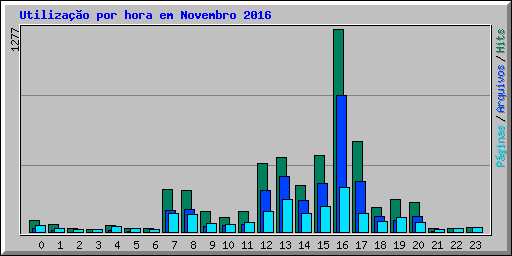 Utilização por hora em Novembro 2016
1277
Páginas / Arquivos / Hits
0 1 2 3 4 5 6 7 8 9 10 11 12 13 14 15 16 17 18 19 20 21 22 23